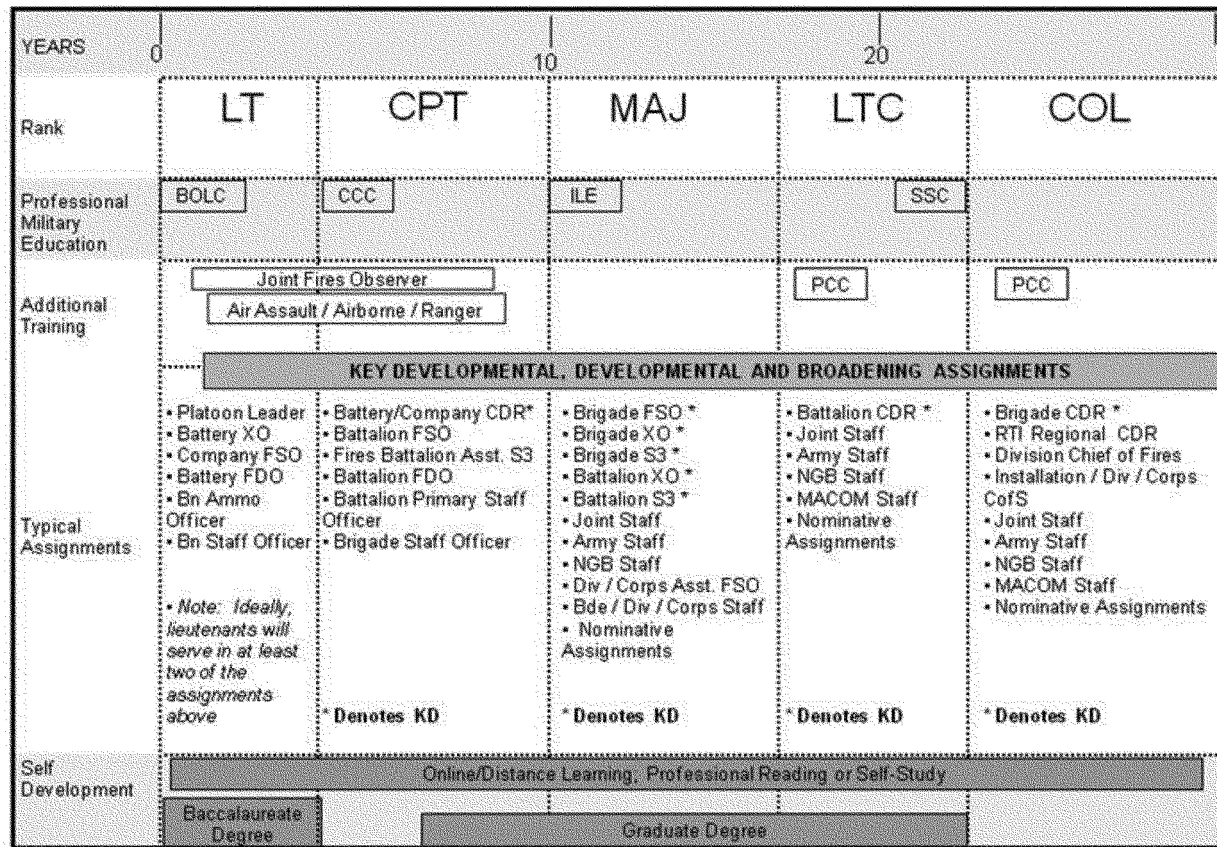 YEARS
0
10
20
Rank
LT
CPT
MAJ
LTC
COL
Professional
Military
Education
BOLC
CCC
ILE
SSC
Additional
Training
Joint Fires Observer
Air Assault / Airborne / Ranger
PCC
PCC
KEY DEVELOPMENTAL, DEVELOPMENTAL AND BROADENING ASSIGNMENTS
Typical
Assignments
▪ Platoon Leader
▪ Battery XO
▪ Company FSO
▪ Battery FDO
▪ Bn Ammo
Officer
▪ Bn Staff Officer
▪ Note: Ideally,
lieutenants will
serve in at least
two of the
assignments
above
▪ Battery/Company CDR*
▪ Battalion FSO
▪ Fires Battalion Asst. S3
▪ Battalion FDO
▪ Battalion Primary Staff
Officer
▪ Brigade Staff Officer
* Denotes KD
▪ Brigade FSO *
▪ Brigade XO *
▪ Brigade S3 *
▪ Battalion XO *
▪ Battalion S3 *
▪ Joint Staff
▪ Army Staff
▪ NGB Staff
▪ Div / Corps Asst. FSO
▪ Bde / Div / Corps Staff
▪ Nominative
Assignments
* Denotes KD
▪ Battalion CDR *
▪ Joint Staff
▪ Army Staff
▪ NGB Staff
▪ MACOM Staff
▪ Nominative
Assignments
* Denotes KD
▪ Brigade CDR *
▪ RTI Regional CDR
▪ Division Chief of Fires
▪ Installation / Div / Corps
CofS
▪ Joint Staff
▪ Army Staff
▪ NGB Staff
▪ MACOM Staff
▪ Nominative Assignments
* Denotes KD
Self
Development
Online/Distance Learning; Professional Reading or Self-Study
Baccalaureate
Degree
Graduate Degree